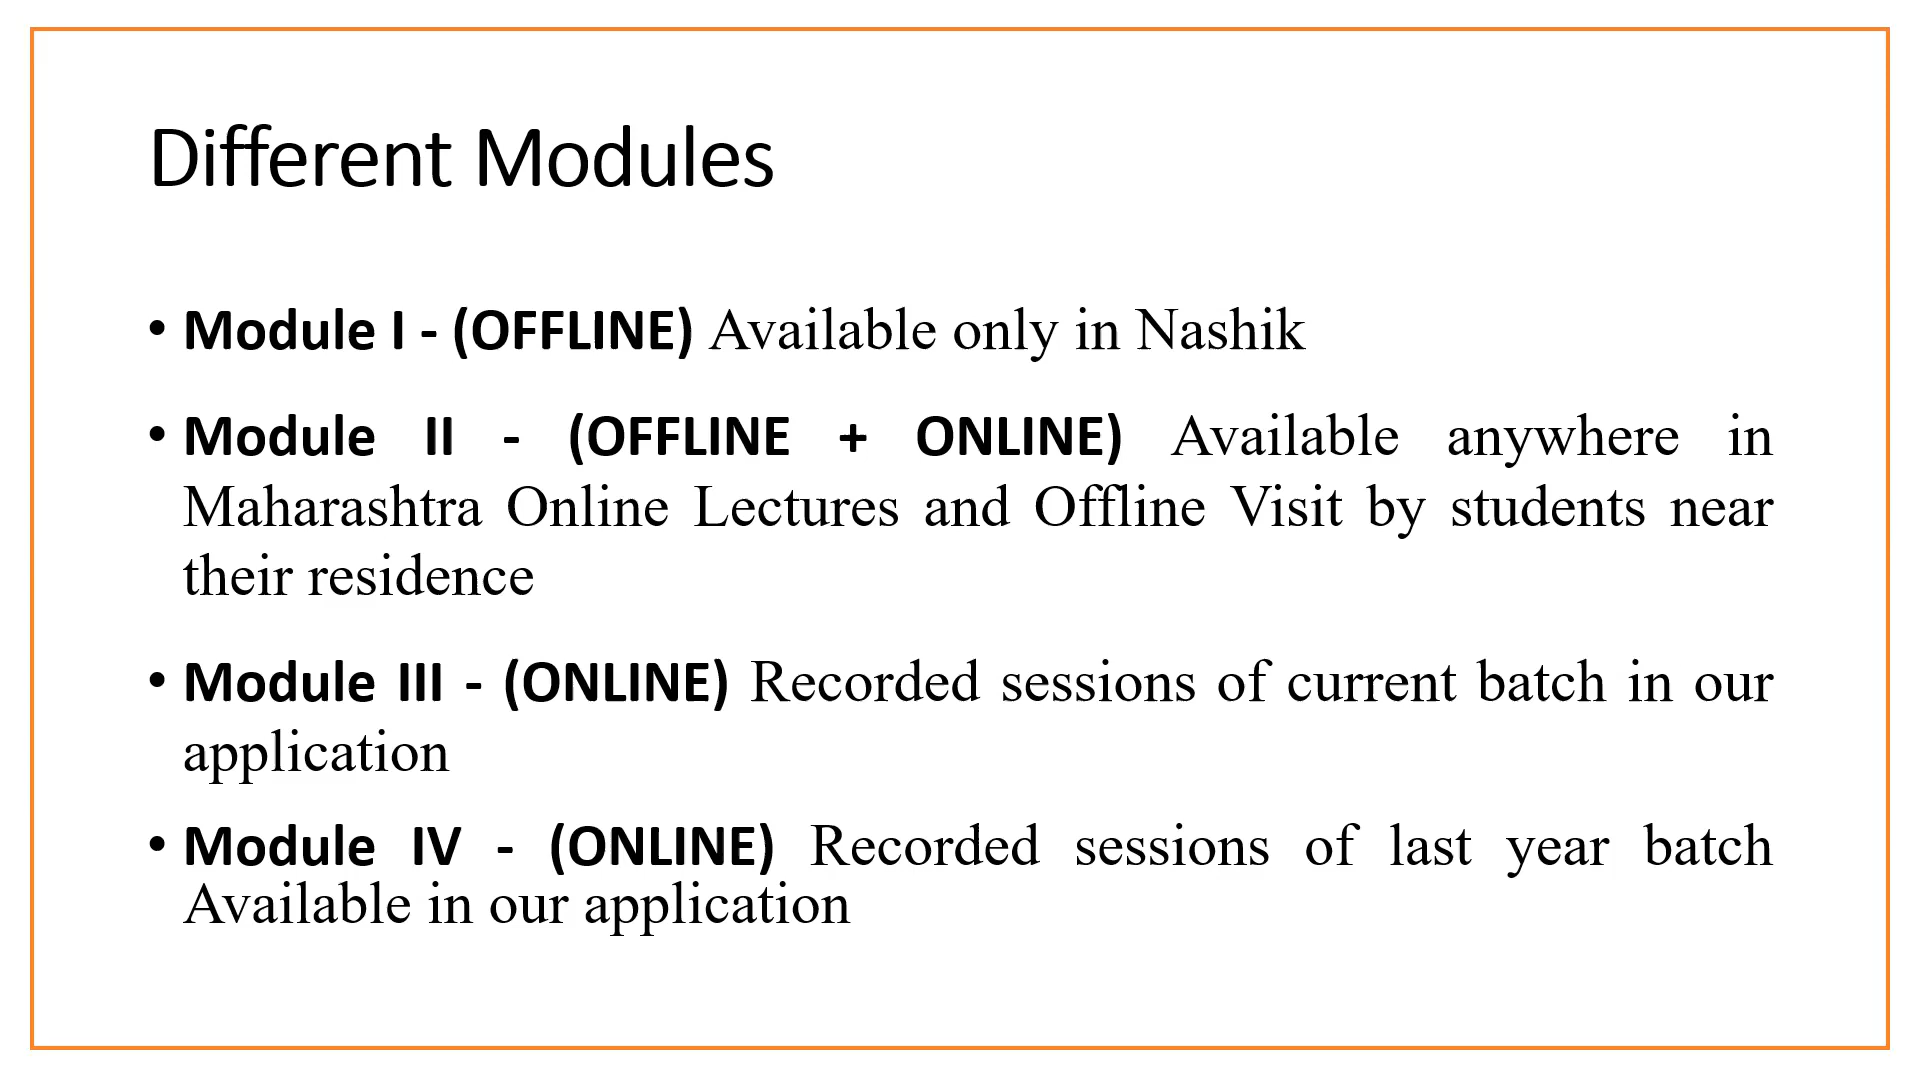 Different Modules
• Module I - (OFFLINE) Available only in Nashik
• Module II - (OFFLINE + ONLINE) Available anywhere in
Maharashtra Online Lectures and Offline Visit by students near
their residence
• Module III - (ONLINE) Recorded sessions of current batch in our
application
• Module IV - (ONLINE) Recorded sessions of last year batch
Available in our application